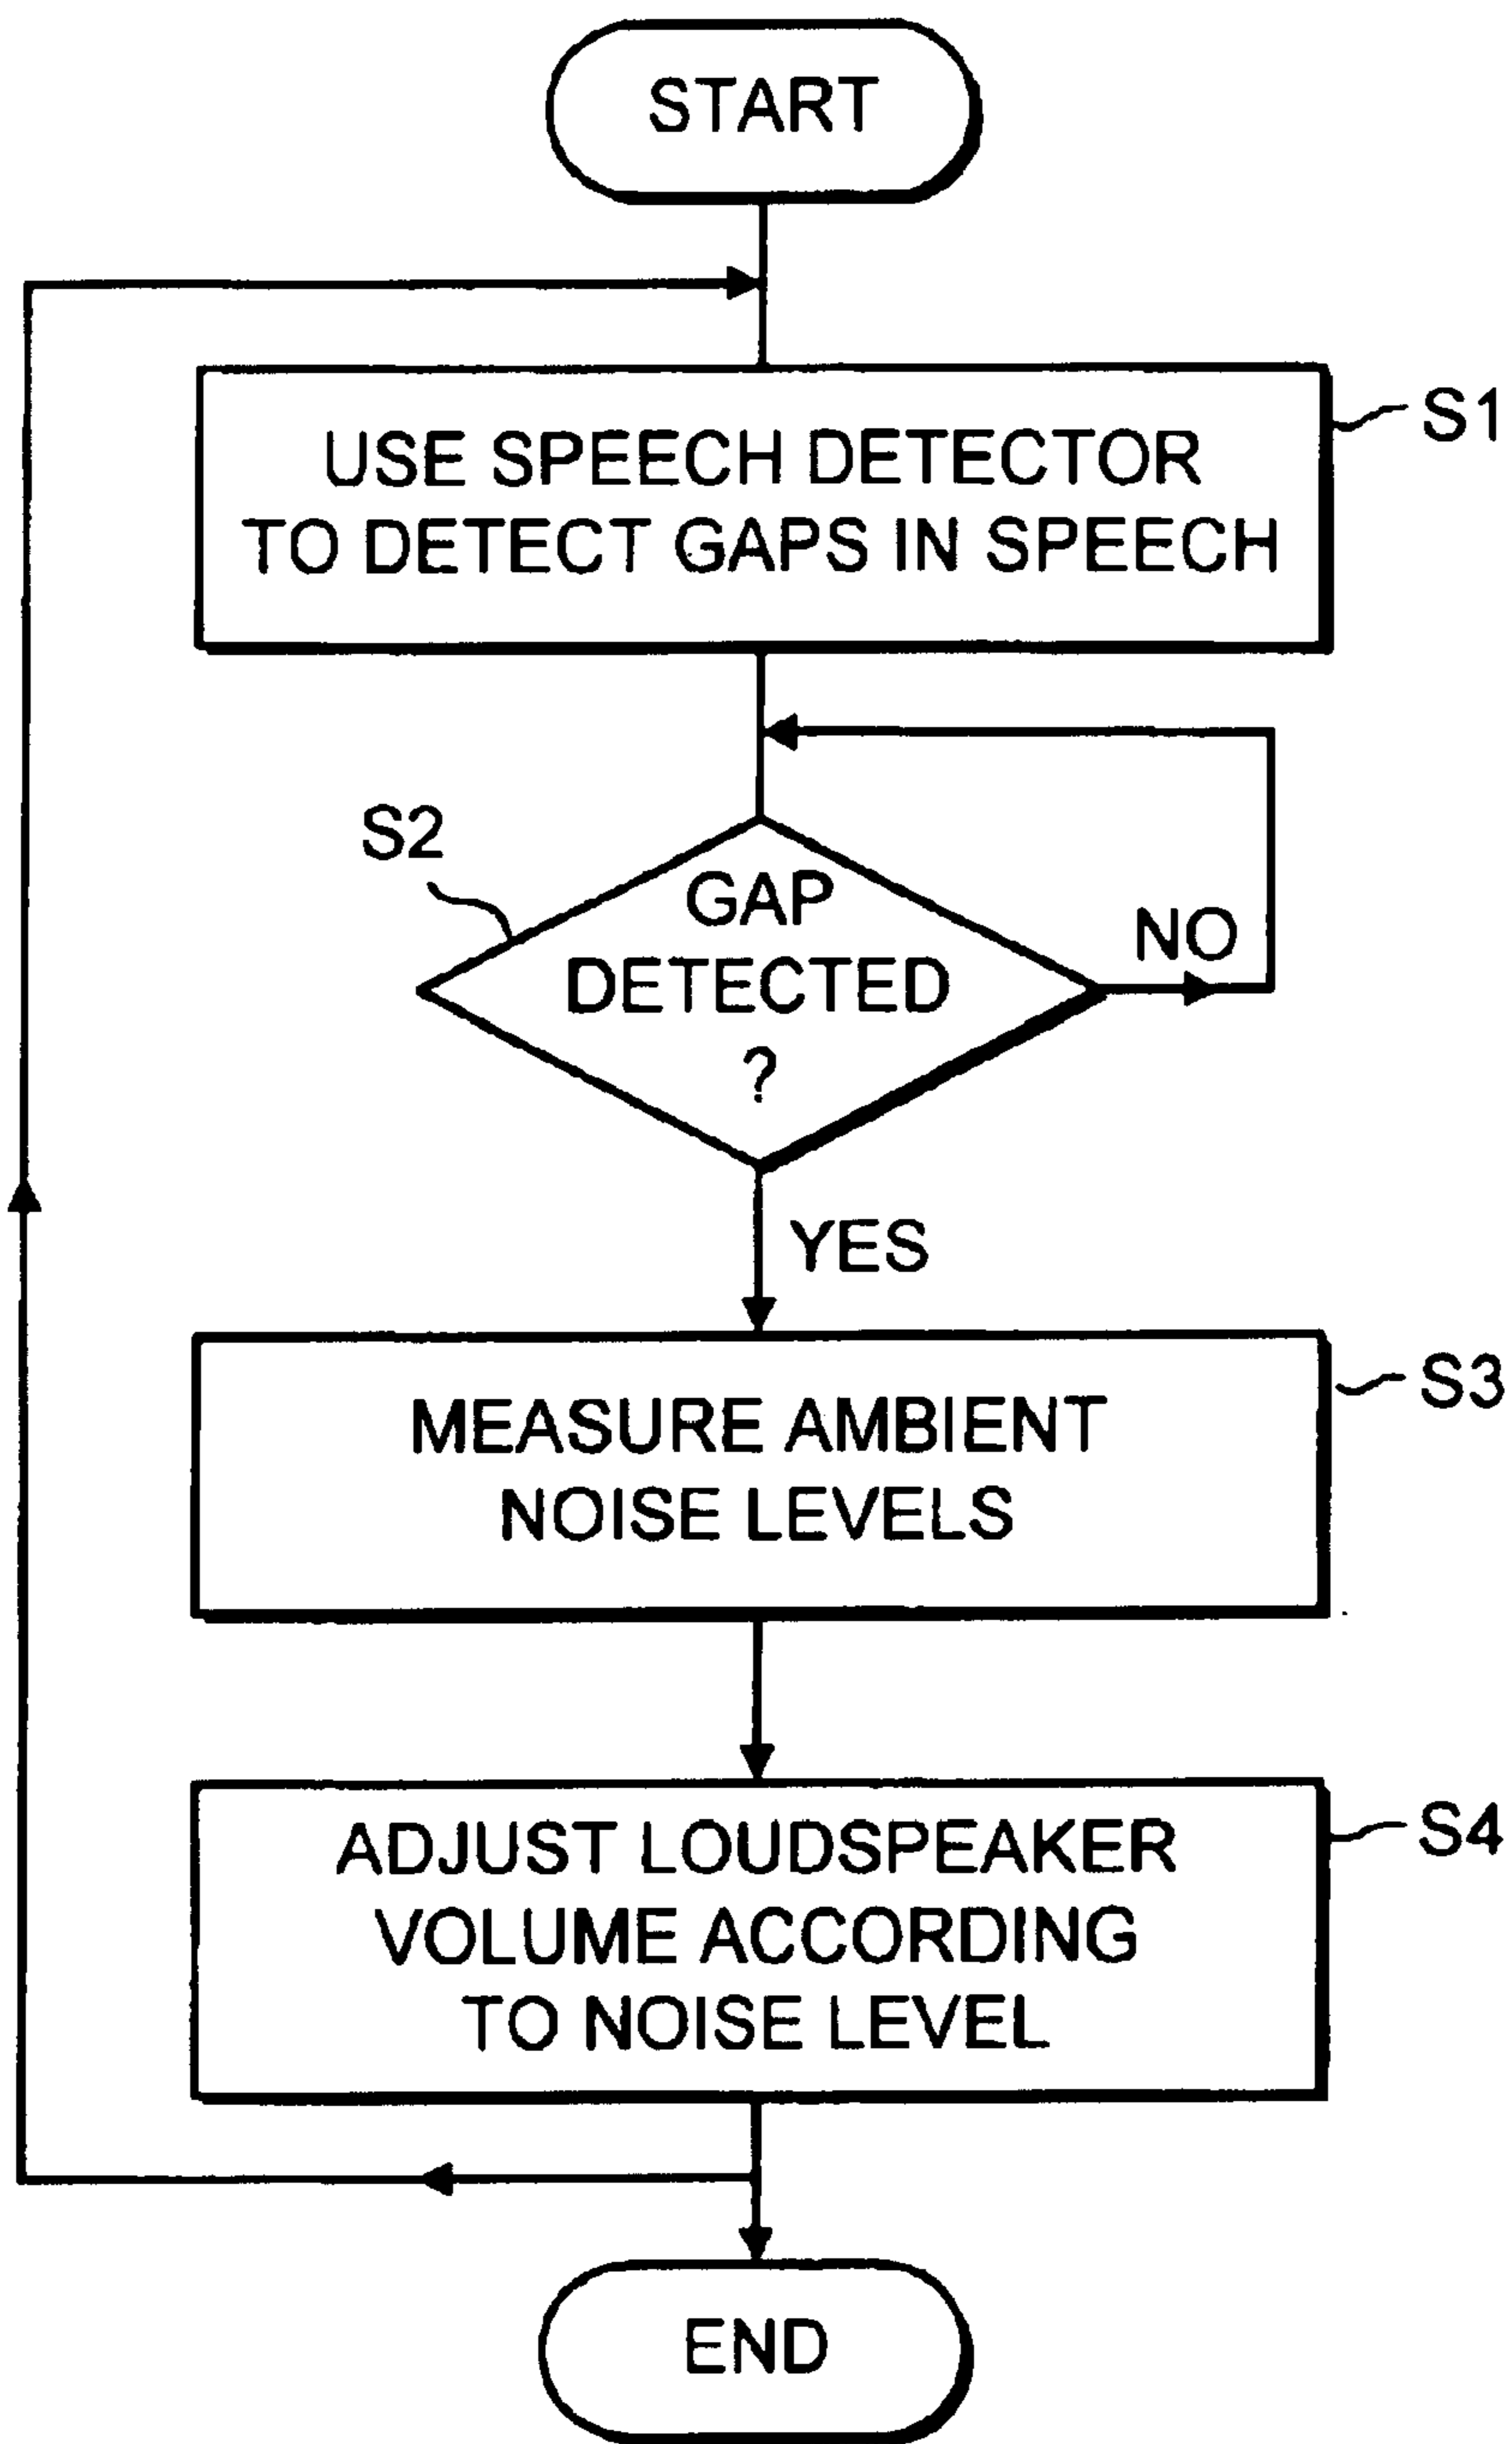 START
USE SPEECH DETECTOR
TO DETECT GAPS IN SPEECH
S1
S2
GAP
DETECTED
?
NO
YES
MEASURE AMBIENT
NOISE LEVELS
S3
ADJUST LOUDSPEAKER
VOLUME ACCORDING
TO NOISE LEVEL
S4
END